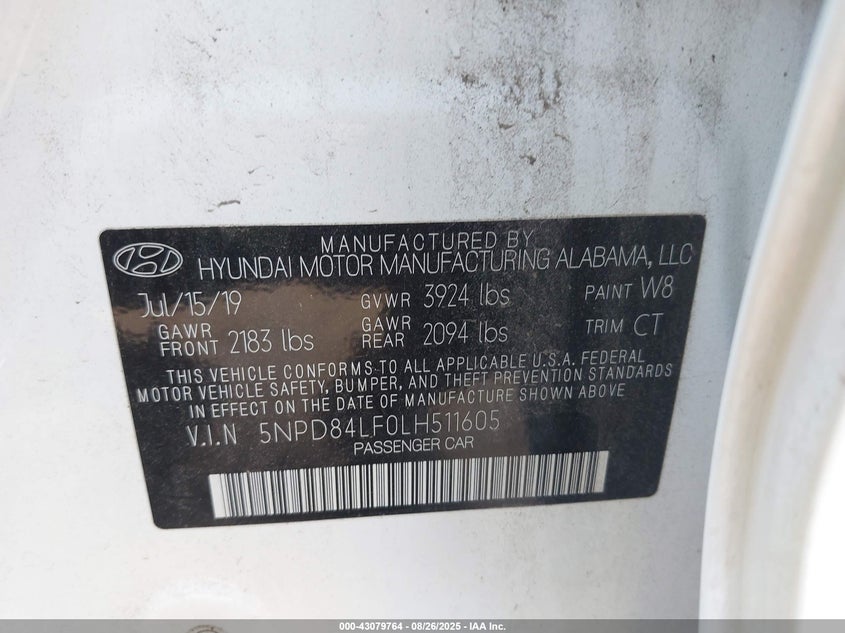 MANUFACTURED BY
HYUNDAI MOTOR MANUFACTURING ALABAMA, LLC
Jul/15/19 GVWR 3924 lbs PAINT W8
GAWR FRONT 2183 lbs GAWR REAR 2094 lbs TRIM CT
THIS VEHICLE CONFORMS TO ALL APPLICABLE U.S.A. FEDERAL
MOTOR VEHICLE SAFETY, BUMPER, AND THEFT PREVENTION STANDARDS
IN EFFECT ON THE DATE OF MANUFACTURE SHOWN ABOVE
V.I.N 5NPD84LF0LH511605
PASSENGER CAR
000-43079764 - 08/26/2025 - IAA Inc.